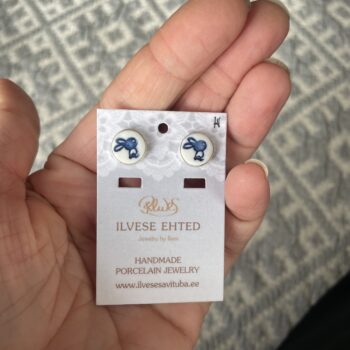 ILVESE EHTED
Jewelry by Ilves
HANDMADE
PORCELAIN JEWELRY
www.ilvesesavituba.ee